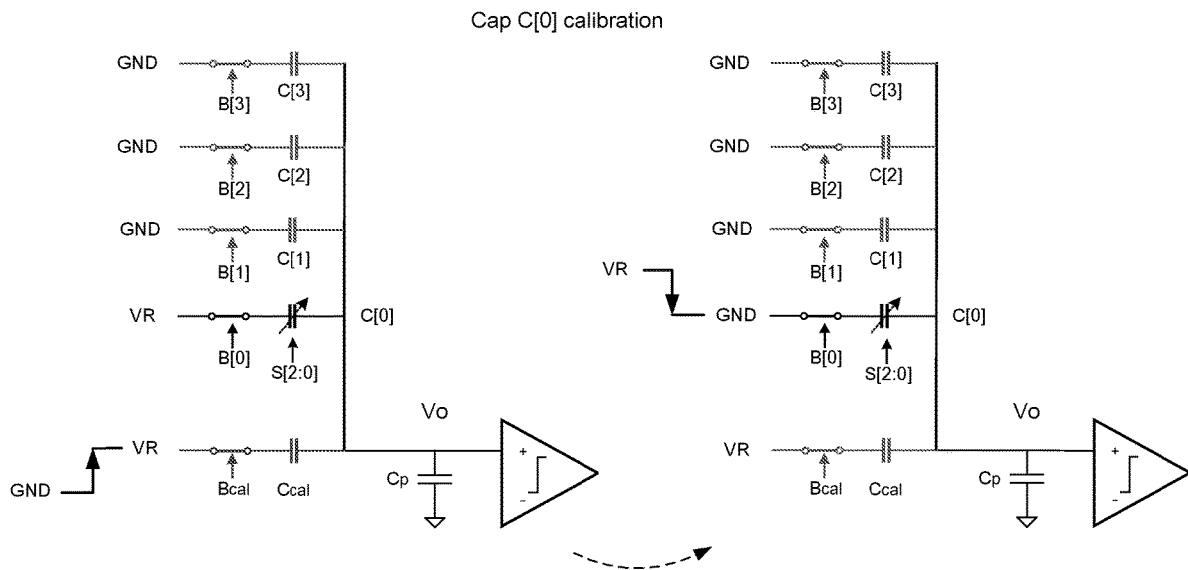 Cap C[0] calibration
GND
C[3]
B[3]
GND
C[2]
B[2]
GND
C[1]
B[1]
VR
C[0]
B[0]
S[2:0]
Vo
VR
GND
Bcal
Ccal
Cp
+
−
GND
C[3]
B[3]
GND
C[2]
B[2]
GND
C[1]
B[1]
VR
GND
C[0]
B[0]
S[2:0]
Vo
VR
Bcal
Ccal
Cp
+
−